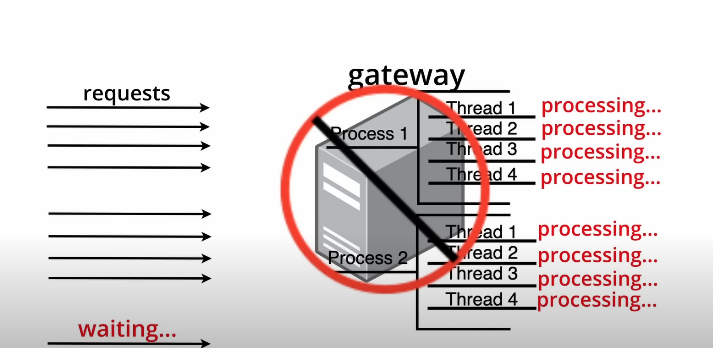 gateway
requests
Process 1
Thread 1 processing...
Thread 2 processing...
Thread 3 processing...
Thread 4 processing...
Process 2
Thread 1 processing...
Thread 2 processing...
Thread 3 processing...
Thread 4 processing...
waiting...